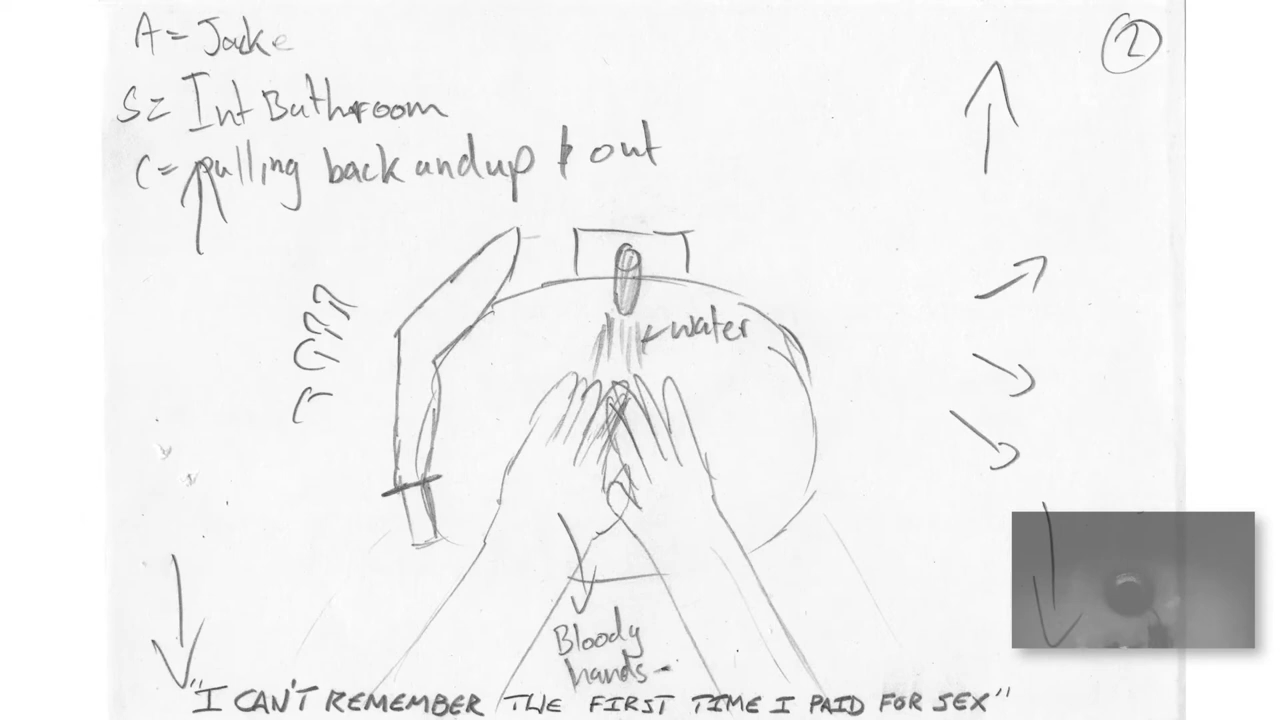 A = Jake
2
S = Int Bathroom
C = pulling back and up & out
water
Bloody
hands-
"I CAN'T REMEMBER THE FIRST TIME I PAID FOR SEX"